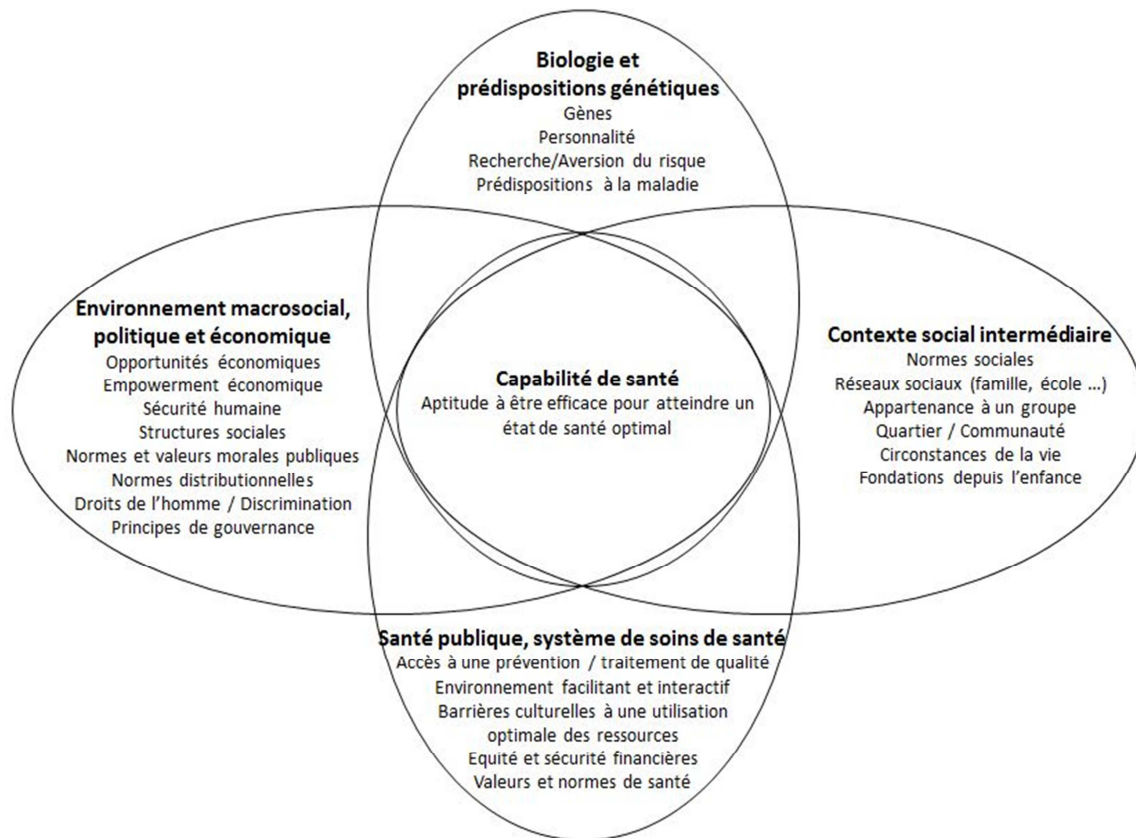 Biologie et
prédispositions génétiques
Gènes
Personnalité
Recherche/Aversion du risque
Prédispositions à la maladie
Environnement macrosocial,
politique et économique
Opportunités économiques
Empowerment économique
Sécurité humaine
Structures sociales
Normes et valeurs morales publiques
Normes distributionnelles
Droits de l'homme / Discrimination
Principes de gouvernance
Capabilité de santé
Aptitude à être efficace pour atteindre un
état de santé optimal
Contexte social intermédiaire
Normes sociales
Réseaux sociaux (famille, école ...)
Appartenance à un groupe
Quartier / Communauté
Circonstances de la vie
Fondations depuis l'enfance
Santé publique, système de soins de santé
Accès à une prévention / traitement de qualité
Environnement facilitant et interactif
Barrières culturelles à une utilisation
optimale des ressources
Equité et sécurité financières
Valeurs et normes de santé